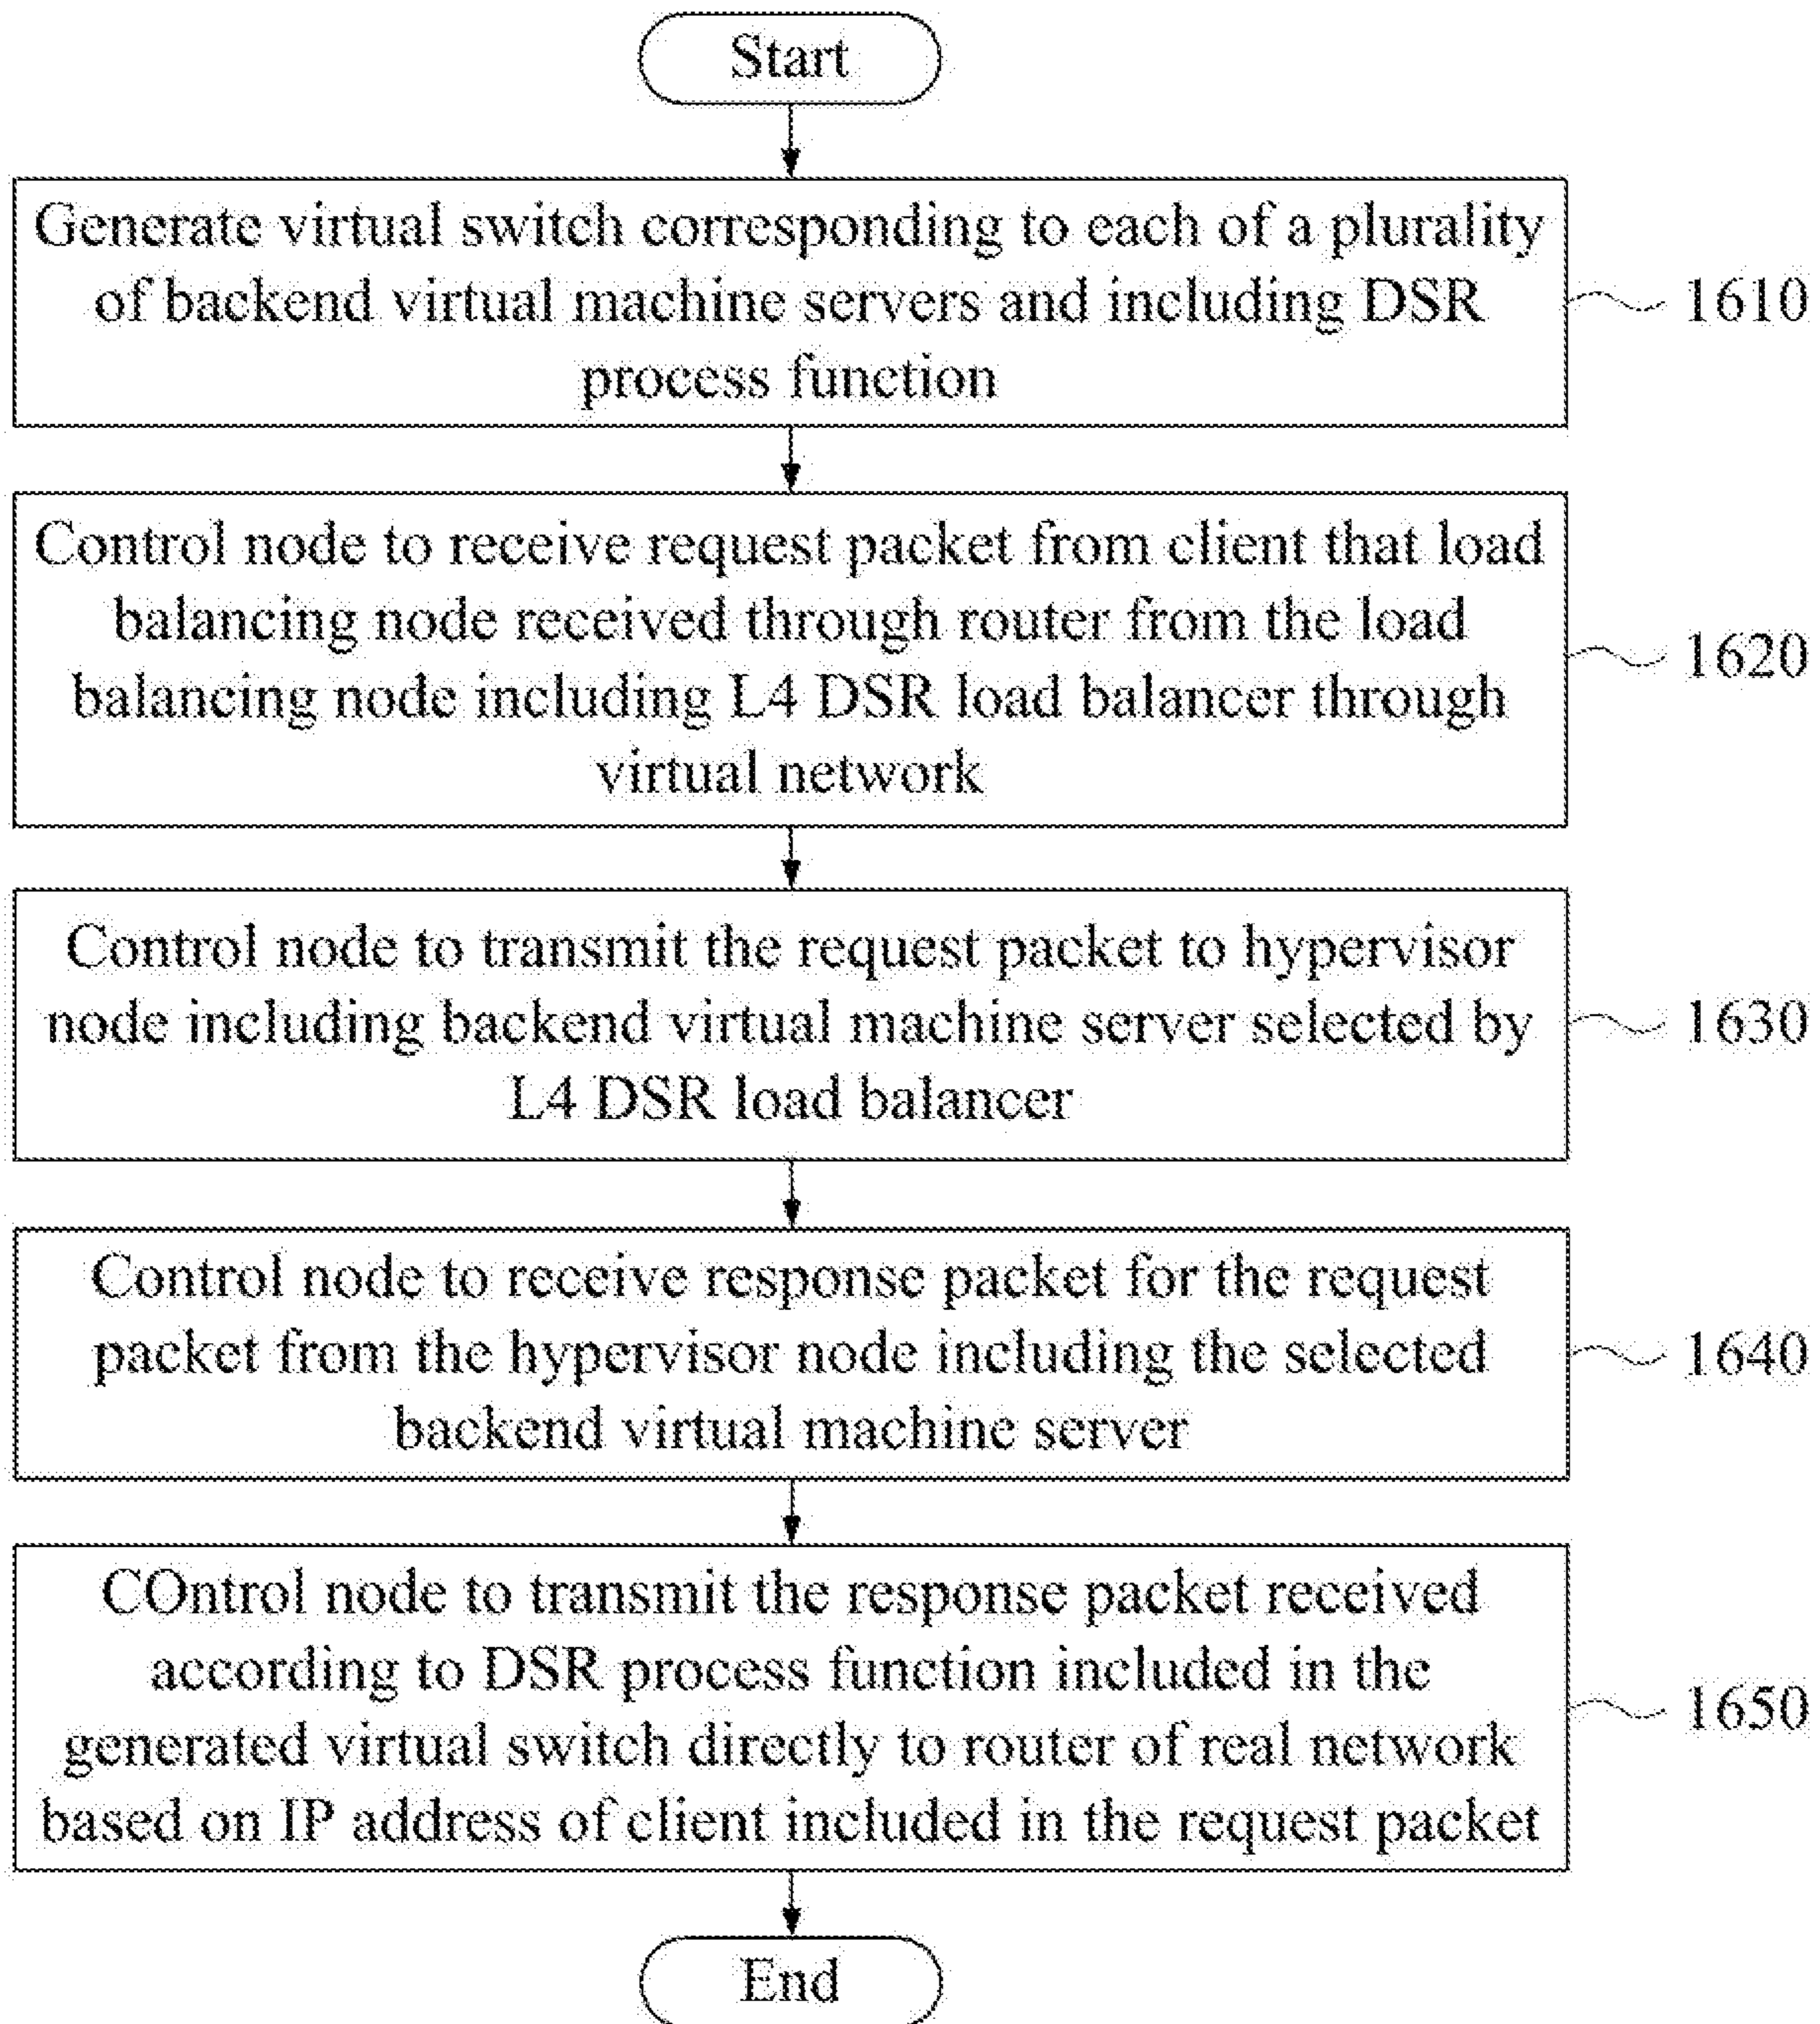 Start
Generate virtual switch corresponding to each of a plurality
of backend virtual machine servers and including DSR
process function
1610
Control node to receive request packet from client that load
balancing node received through router from the load
balancing node including L4 DSR load balancer through
virtual network
1620
Control node to transmit the request packet to hypervisor
node including backend virtual machine server selected by
L4 DSR load balancer
1630
Control node to receive response packet for the request
packet from the hypervisor node including the selected
backend virtual machine server
1640
COntrol node to transmit the response packet received
according to DSR process function included in the
generated virtual switch directly to router of real network
based on IP address of client included in the request packet
1650
End